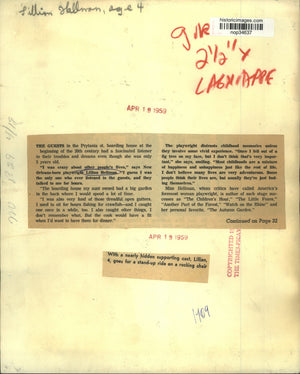 Lillian Hellman, age 4
historicimages.com
nop34637
9 pk
2 1/2" x
LAGNIAPPE
APR 19 1959
THE GUESTS in the Prytania st. boarding house at the
beginning of the 20th century had a fascinated listener
to their troubles and dreams even though she was only
5 years old.
"I was crazy about other people's lives," says New
Orleans-born playwright Lillian Hellman. "I guess I was
the only one who ever listened to the guests, and they
talked to me for hours.
"The boarding house my aunt owned had a big garden
in the back where I would spend a lot of time.
"I was also very fond of those dreadful open gutters.
I used to sit for hours fishing for crawfish—and I caught
one once in a while, too. I also caught other things. I
don't remember what. But the cook would have a fit
when I'd want to have them for dinner."
The playwright distrusts childhood memories unless
they involve some vivid experience. "Once I fell out of a
fig tree on my face, but I don't think that's very impor-
tant," she says, smiling. "Most childhoods are a mixture
of happiness and unhappiness just like the rest of life.
I don't believe many lives are very adventurous. Some
people think their lives are, but usually they're just fool-
ing themselves."
Miss Hellman, whom critics have called America's
foremost woman playwright, is author of such stage suc-
cesses as "The Children's Hour," "The Little Foxes,"
"Another Part of the Forest," "Watch on the Rhine" and
her personal favorite, "The Autumn Garden."
Continued on Page 32
APR 19 1959
With a nearly hidden supporting cast, Lillian,
4, goes for a stand-up ride on a rocking chair
COPYRIGHTED
THE TIMES-PICAYUNE